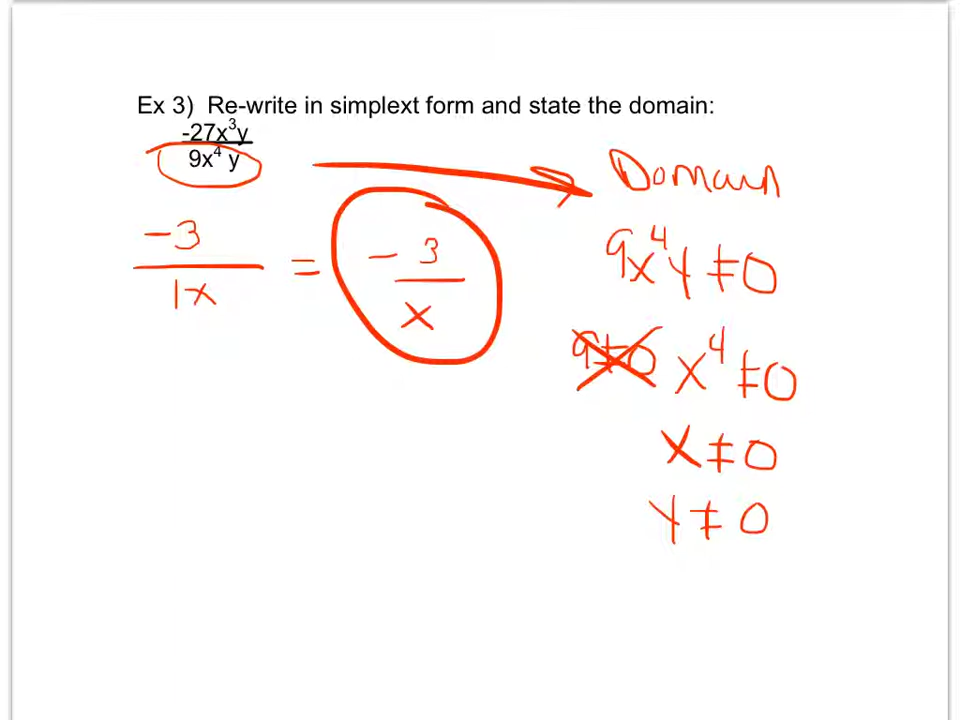 Ex 3) Re-write in simplext form and state the domain:
-27x³y
9x⁴ y
Domain
-3
1x
=
- 3
x
9x⁴y ≠ 0
9≠0 x⁴ ≠ 0
x ≠ 0
y ≠ 0